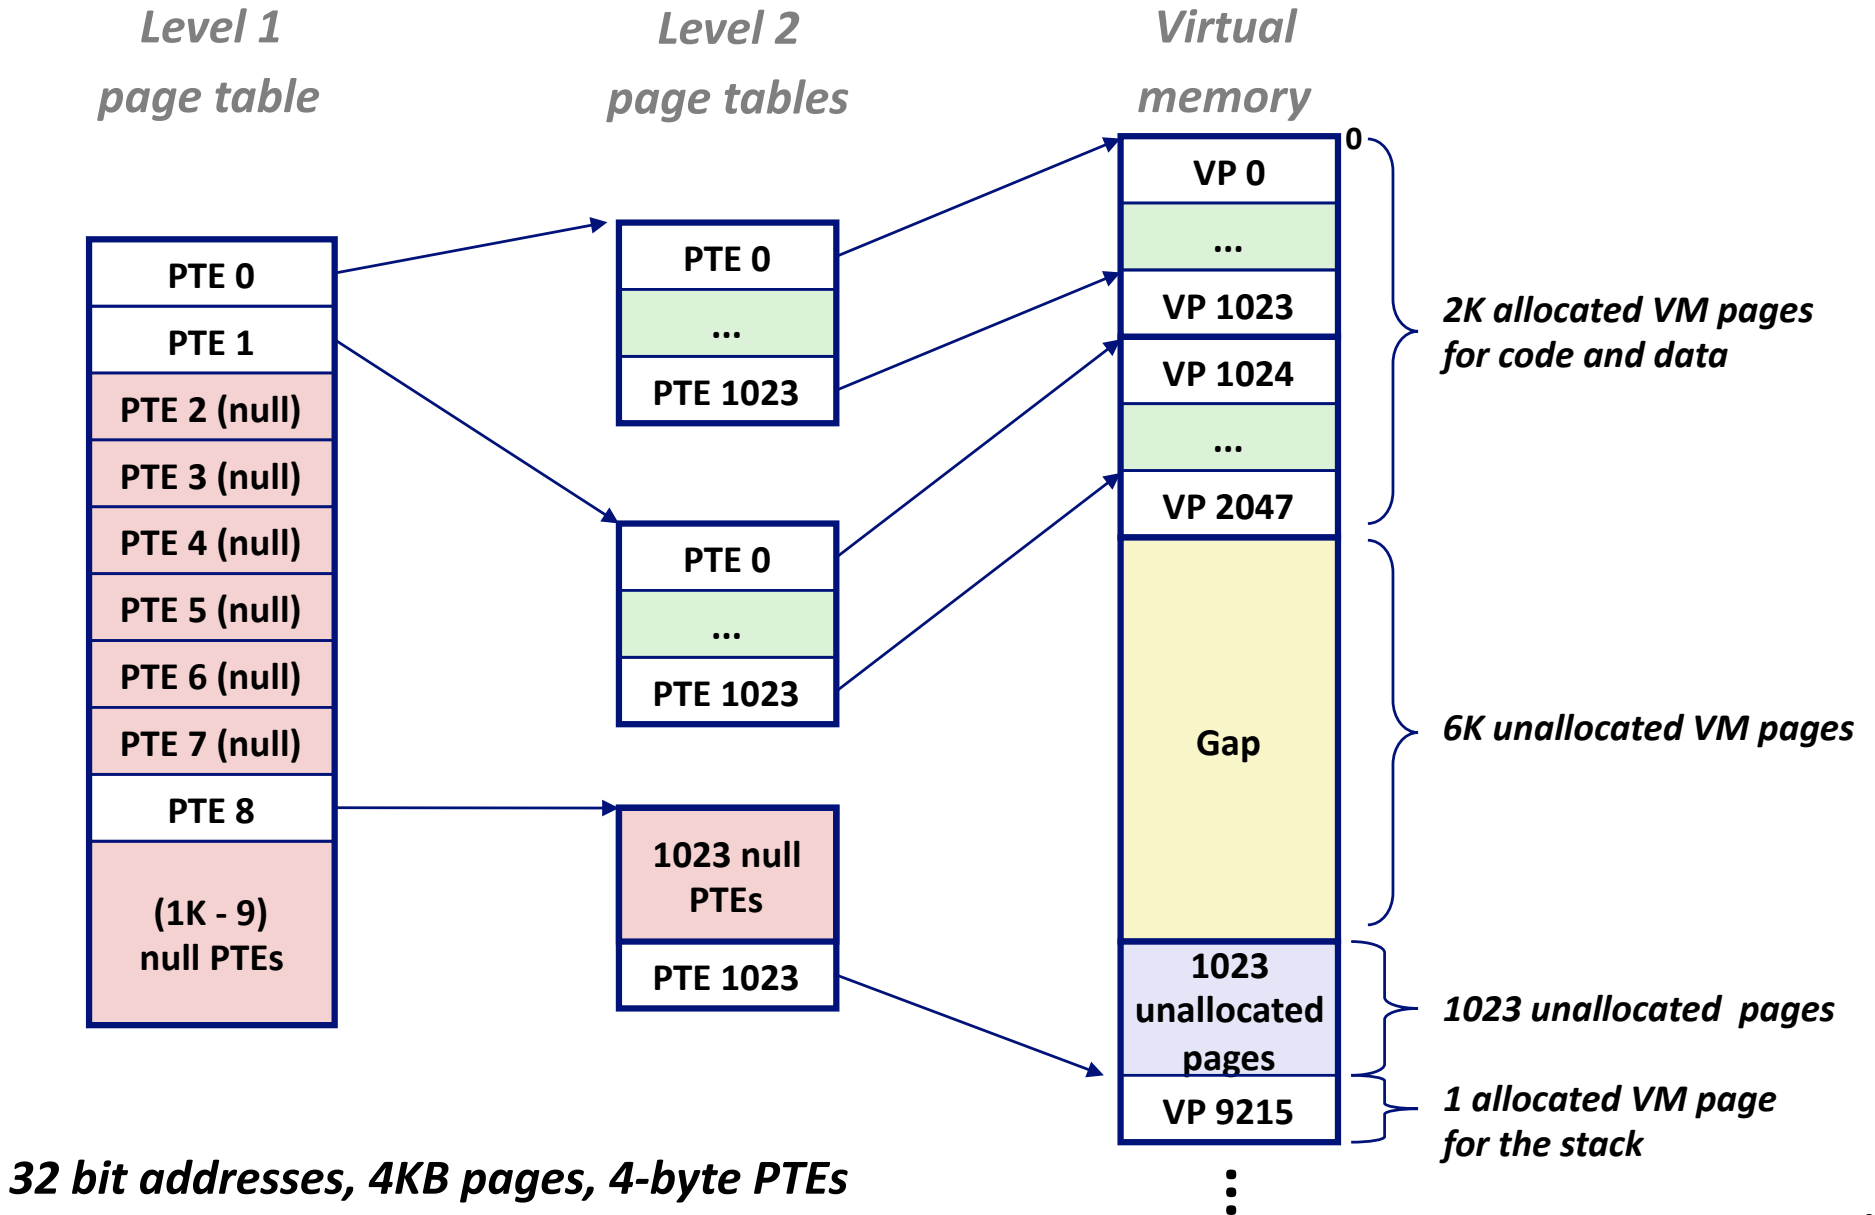 Level 1
page table
Level 2
page tables
Virtual
memory
PTE 0
PTE 1
PTE 2 (null)
PTE 3 (null)
PTE 4 (null)
PTE 5 (null)
PTE 6 (null)
PTE 7 (null)
PTE 8
(1K - 9)
null PTEs
PTE 0
...
PTE 1023
PTE 0
...
PTE 1023
1023 null
PTEs
PTE 1023
0
VP 0
...
VP 1023
VP 1024
...
VP 2047
Gap
1023
unallocated
pages
VP 9215
2K allocated VM pages
for code and data
6K unallocated VM pages
1023 unallocated  pages
1 allocated VM page
for the stack
32 bit addresses, 4KB pages, 4-byte PTEs